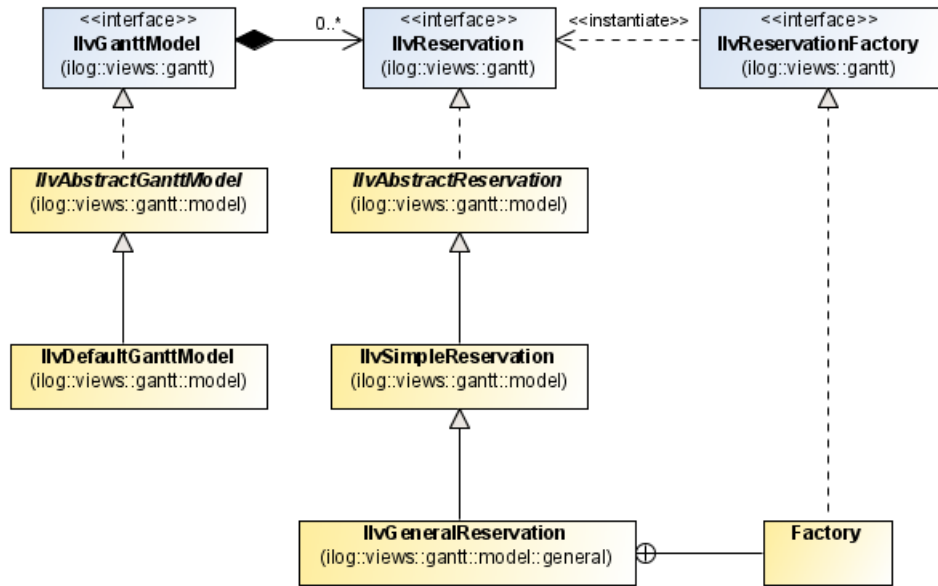 <<interface>>
IlvGanttModel
(ilog::views::gantt)
0..*
<<interface>>
IlvReservation
(ilog::views::gantt)
<<instantiate>>
<<interface>>
IlvReservationFactory
(ilog::views::gantt)
IlvAbstractGanttModel
(ilog::views::gantt::model)
IlvAbstractReservation
(ilog::views::gantt::model)
IlvDefaultGanttModel
(ilog::views::gantt::model)
IlvSimpleReservation
(ilog::views::gantt::model)
IlvGeneralReservation
(ilog::views::gantt::model::general)
Factory